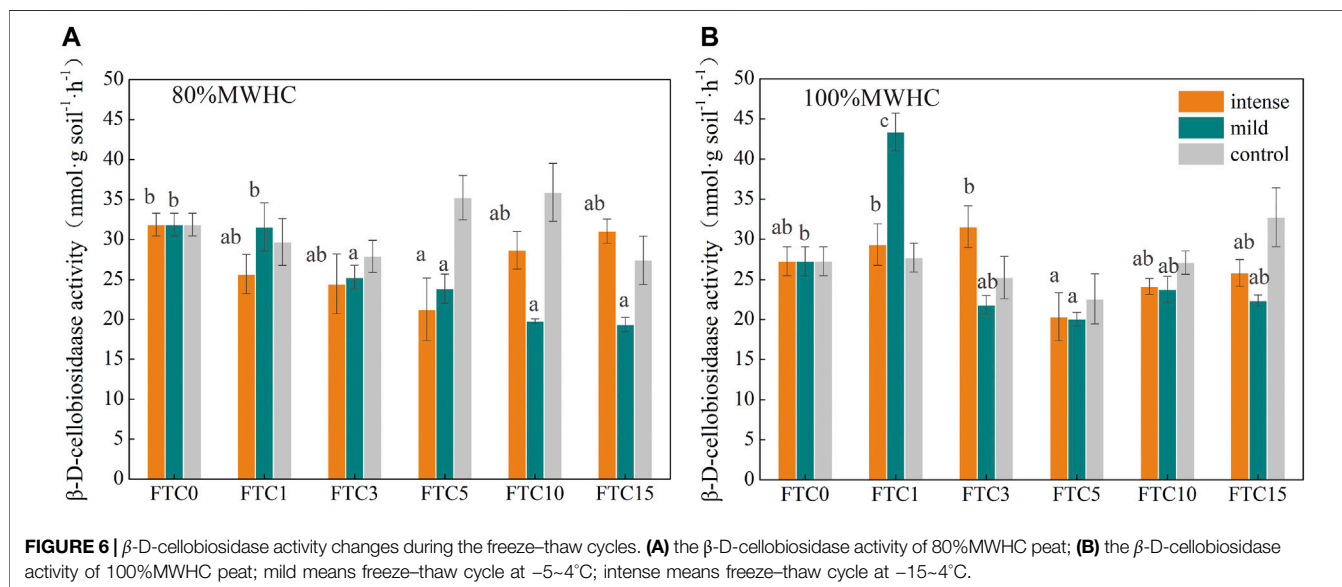 A
β-D-cellobiosidaase activity（nmol·g soil⁻¹·h⁻¹)
80%MWHC
50
45
40
35
30
25
20
15
10
5
0
b b
ab b
ab a
a a
ab a
ab a
FTC0 FTC1 FTC3 FTC5 FTC10 FTC15
B
β-D-cellobiosidaase activity（nmol·g soil⁻¹·h⁻¹)
100%MWHC
intense
mild
control
50
45
40
35
30
25
20
15
10
5
0
ab b
b c
b ab
a a
ab ab
ab ab
FTC0 FTC1 FTC3 FTC5 FTC10 FTC15
FIGURE 6 | β-D-cellobiosidase activity changes during the freeze–thaw cycles. (A) the β-D-cellobiosidase activity of 80%MWHC peat; (B) the β-D-cellobiosidase
activity of 100%MWHC peat; mild means freeze–thaw cycle at −5~4°C; intense means freeze–thaw cycle at −15~4°C.